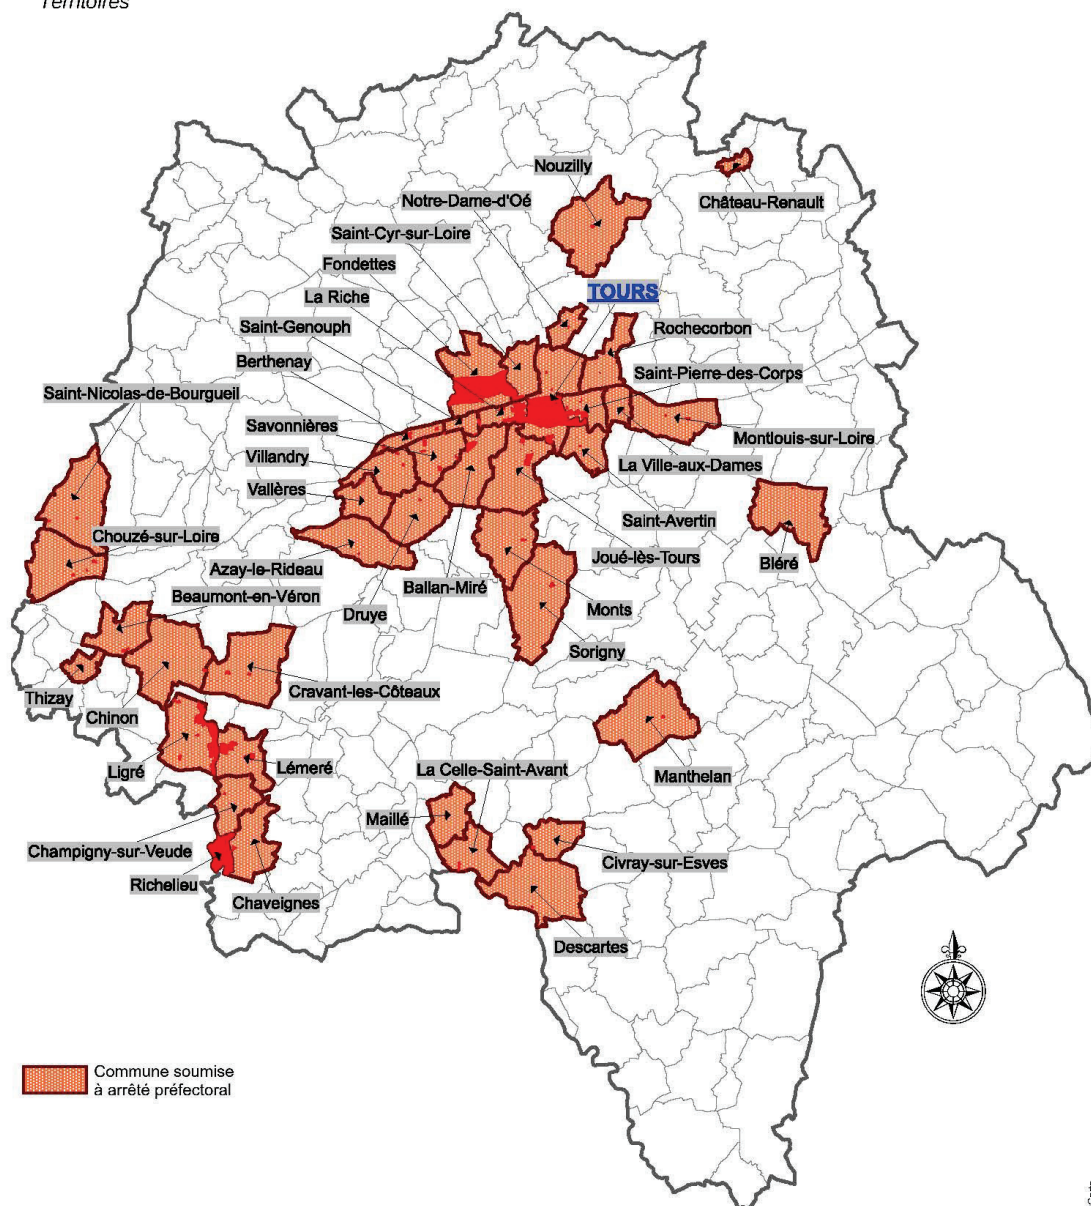 Territoires
Nouzilly
Château-Renault
Notre-Dame-d'Oé
Saint-Cyr-sur-Loire
Fondettes
TOURS
La Riche
Rochecorbon
Saint-Genouph
Berthenay
Saint-Pierre-des-Corps
Saint-Nicolas-de-Bourgueil
Savonnières
Montlouis-sur-Loire
Villandry
La Ville-aux-Dames
Vallères
Saint-Avertin
Chouzé-sur-Loire
Joué-lès-Tours
Bléré
Azay-le-Rideau
Ballan-Miré
Beaumont-en-Véron
Monts
Druye
Sorigny
Thizay
Cravant-les-Côteaux
Chinon
Ligré
Lémeré
La Celle-Saint-Avant
Manthelan
Maillé
Champigny-sur-Veude
Civray-sur-Esves
Richelieu
Chaveignes
Descartes
Commune soumise
à arrêté préfectoral